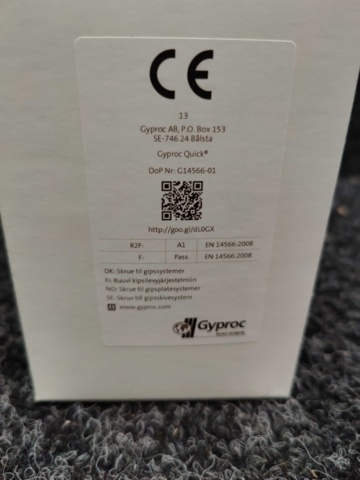 CE
13
Gyproc AB, P.O. Box 153
SE-746 24 Bålsta
Gyproc Quick®
DoP Nr: G14566-01
http://goo.gl/dL0GX
R2F: A1 EN 14566:2008
F: Pass EN 14566:2008
DK: Skrue til gipssystemer
FI: Ruuvi kipsilevyjärjestelmiin
NO: Skrue til gipsplatesystemer
SE: Skruv till gipsskivesystem
www.gyproc.com
Gyproc